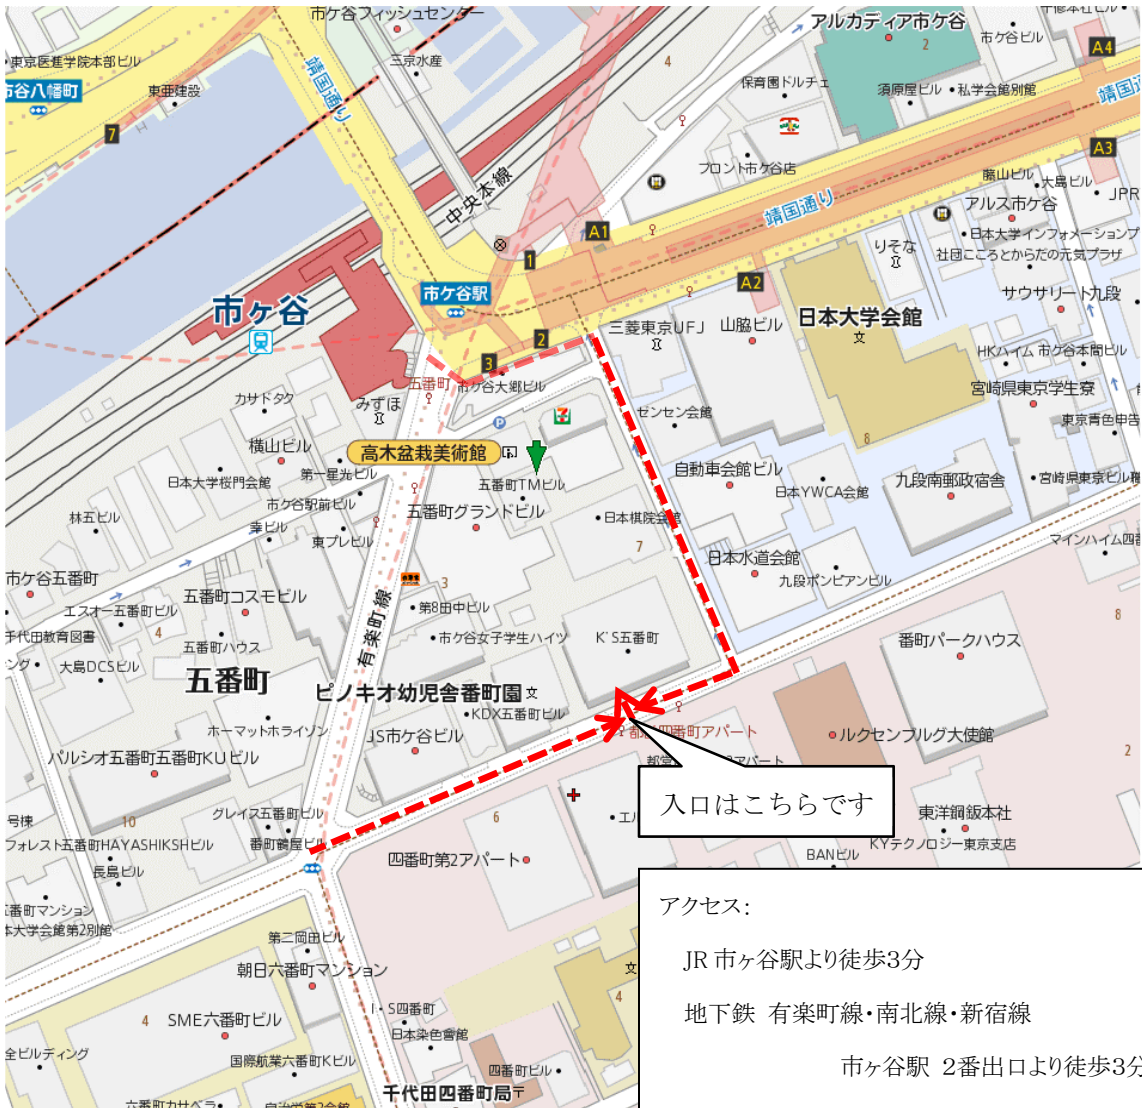 市ケ谷フィッシュセンター
アルカディア市ケ谷
市ケ谷ビル
A4
東京医進学院本部ビル
三京水産
靖国通り
2
4
保育園ドルチェ
須原屋ビル
私学会館別館
市谷八幡町
東亜建設
7
A3
プロント市ケ谷店
中央本線
靖国通り
大島ビル
JPR
アルス市ケ谷
A1
日本大学インフォメーションプ
りそな
社団こころとからだの元気プラザ
1
A2
市ケ谷駅
サウサリート九段
市ヶ谷
三菱東京UFJ
山脇ビル
日本大学会館
2
3
HKハイム
市ケ谷本間ビル
五番町
市ケ谷大郷ビル
宮崎県東京学生寮
カサドタク
みずほ
ゼンセン会館
東京青色申告
横山ビル
高木盆栽美術館
8
日本大学桜門会館
第一星光ビル
五番町TMビル
自動車会館ビル
九段南郵政宿舎
市ケ谷駅前ビル
日本YWCA会館
林五ビル
幸ビル
五番町グランドビル
日本棋院会館
東プレビル
7
日本水道会館
マインハイム四番
市ケ谷五番町
3
九段ポンピアンビル
エスオー五番町ビル
五番町コスモビル
第8田中ビル
8
千代田教育図書
4
五番町ハウス
有楽町線
市ケ谷女子学生ハイツ
K'S五番町
番町パークハウス
大島DCSビル
五番町
ピノキオ幼児舎番町園
KDX五番町ビル
ホーマットホライゾン
JS市ケ谷ビル
ルクセンブルグ大使館
パルシオ五番町五番町KUビル
2
入口はこちらです
グレイス五番町ビル
東洋鋼鈑本社
号棟
10
6
フォレスト五番町HAYASHIKSHビル
番町鶴屋ビル
KYテクノロジー東京支店
四番町第2アパート
BANビル
長島ビル
第二岡田ビル
アクセス:
朝日六番町マンション
JR 市ヶ谷駅より徒歩3分
4
I・S四番町
4
地下鉄 有楽町線・南北線・新宿線
SME六番町ビル
日本染色會館
国際航業六番町Kビル
市ヶ谷駅 2番出口より徒歩3分
四番町ビル
千代田四番町局
六番町カサベラ